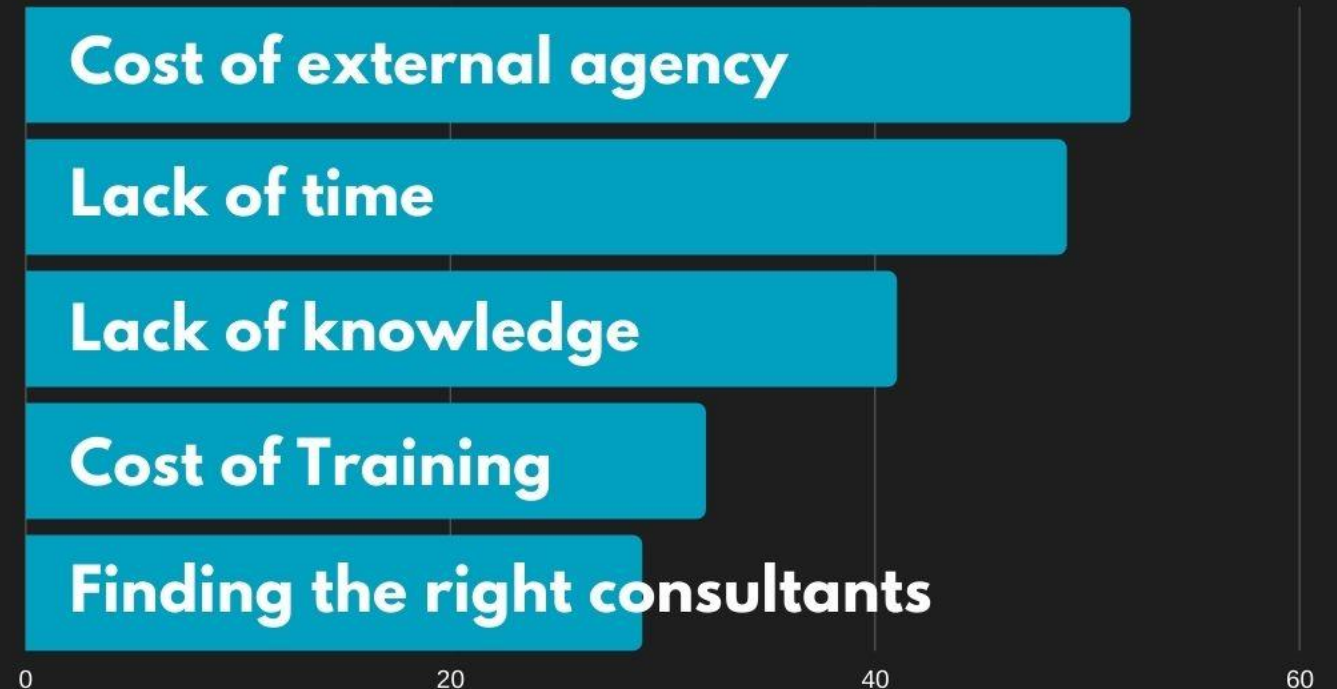 Cost of external agency
Lack of time
Lack of knowledge
Cost of Training
Finding the right consultants
0 20 40 60